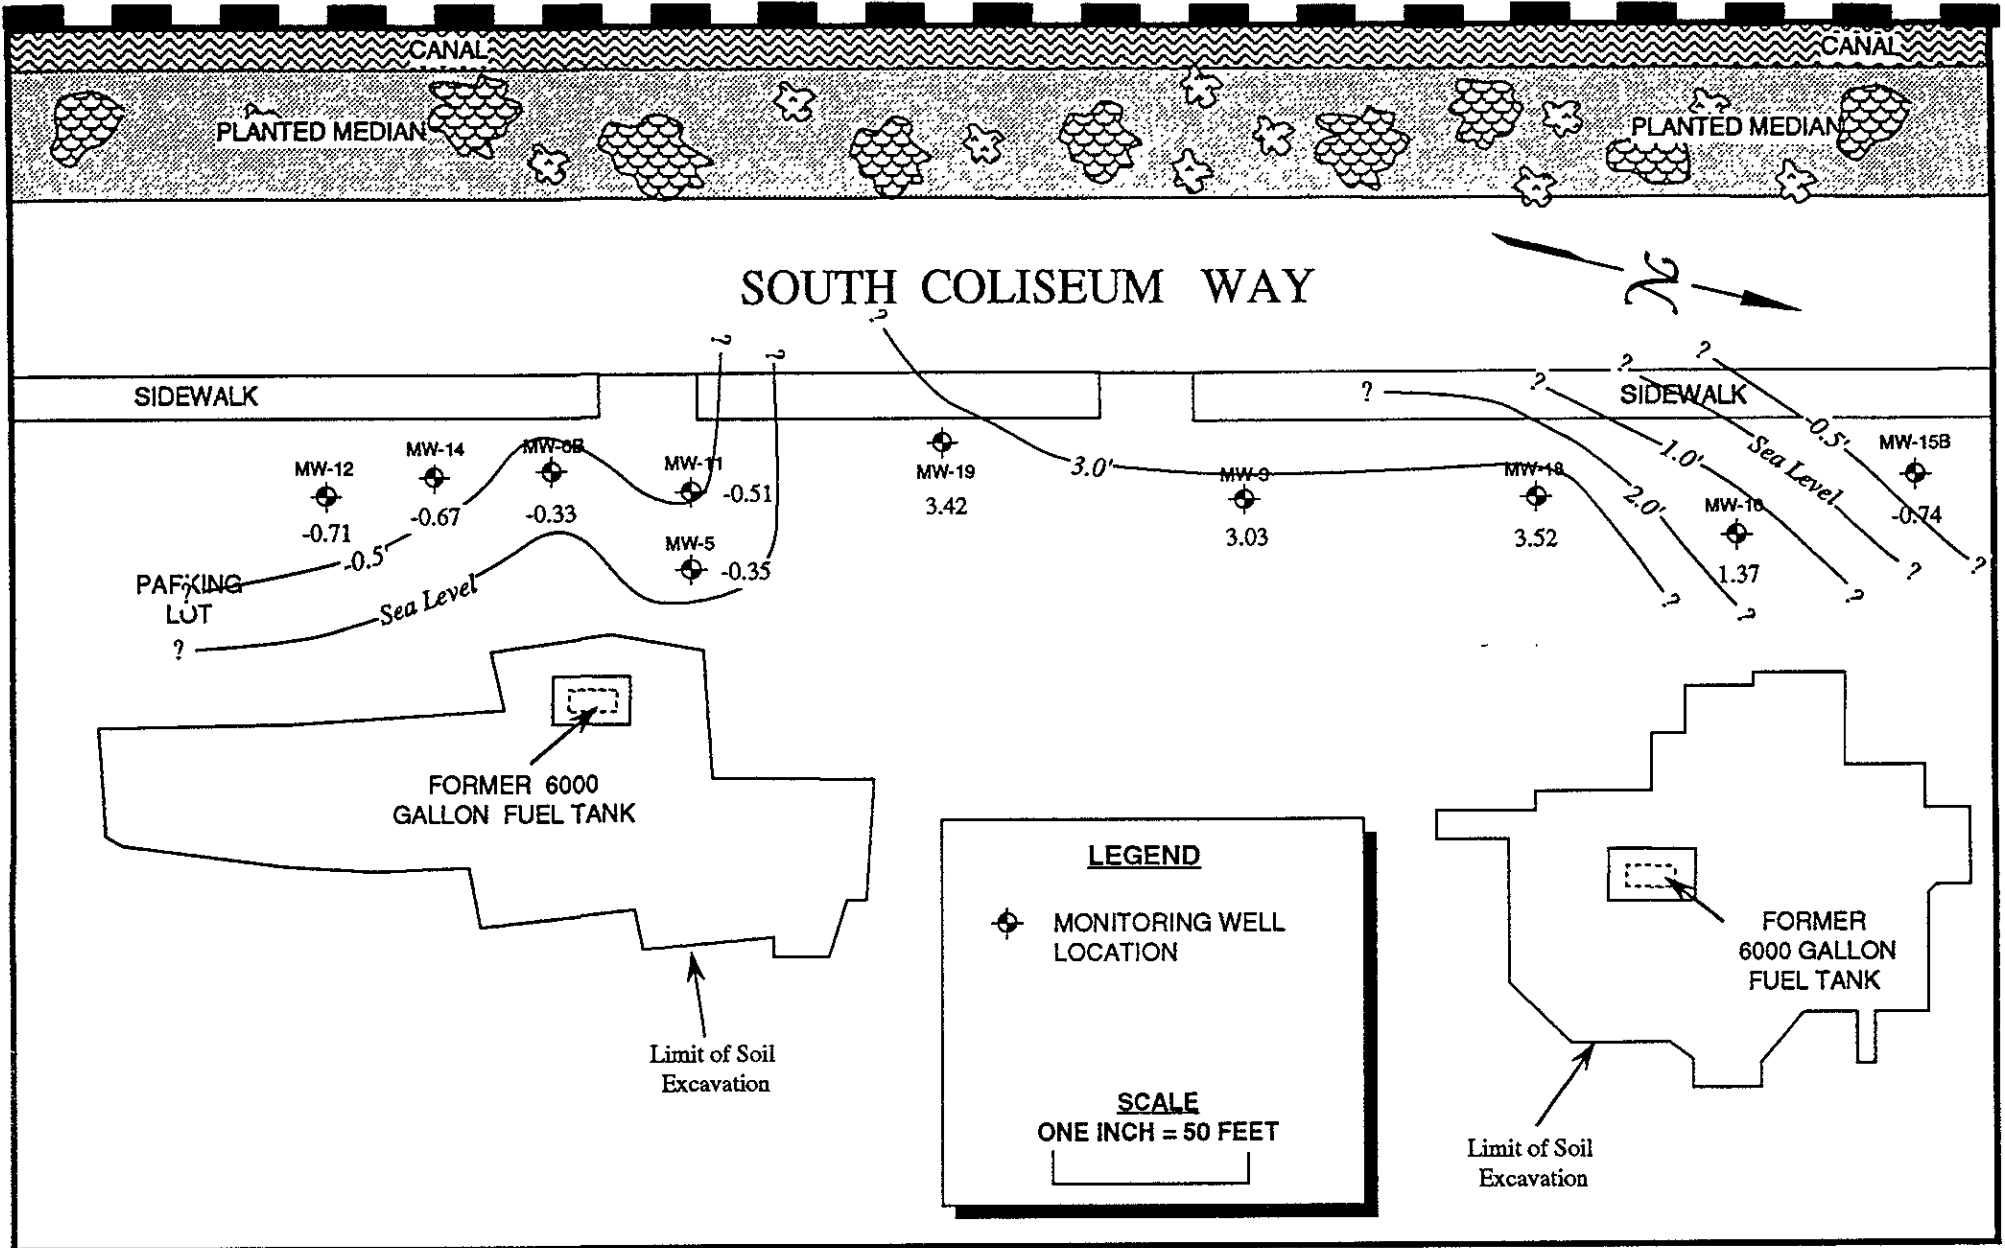 CANAL
CANAL
PLANTED MEDIAN
PLANTED MEDIAN
N
SOUTH COLISEUM WAY
?
?
?
?
?
?
?
SIDEWALK
SIDEWALK
-0.5'
MW-12
-0.71
MW-14
-0.67
MW-6B
-0.33
MW-11
-0.51
MW-5
-0.35
MW-19
3.42
3.0'
MW-9
3.03
MW-18
3.52
2.0'
1.0'
Sea Level
MW-16
1.37
MW-15B
-0.74
-0.5'
Sea Level
PARKING
LOT
?
?
?
?
?
?
?
FORMER 6000
GALLON FUEL TANK
Limit of Soil
Excavation
LEGEND
MONITORING WELL
LOCATION
SCALE
ONE INCH = 50 FEET
FORMER
6000 GALLON
FUEL TANK
Limit of Soil
Excavation